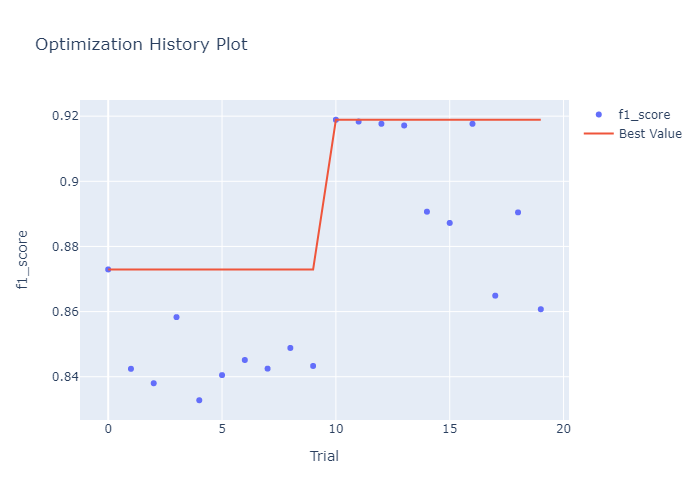 Optimization History Plot
f1_score
Best Value
0.92
0.9
0.88
0.86
0.84
f1_score
0
5
10
15
20
Trial